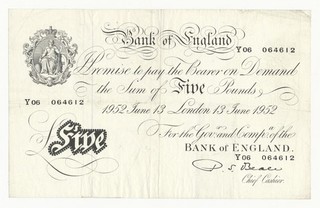 Bank of England
Y06 064612
Promise to pay the Bearer on Demand
the Sum of Five Pounds
Y06 064612
1952 June 13 London 13 June 1952
For the Govr. and Compa. of the
BANK OF ENGLAND.
Y06 064612
£Five
P. S. Beale
Chief Cashier